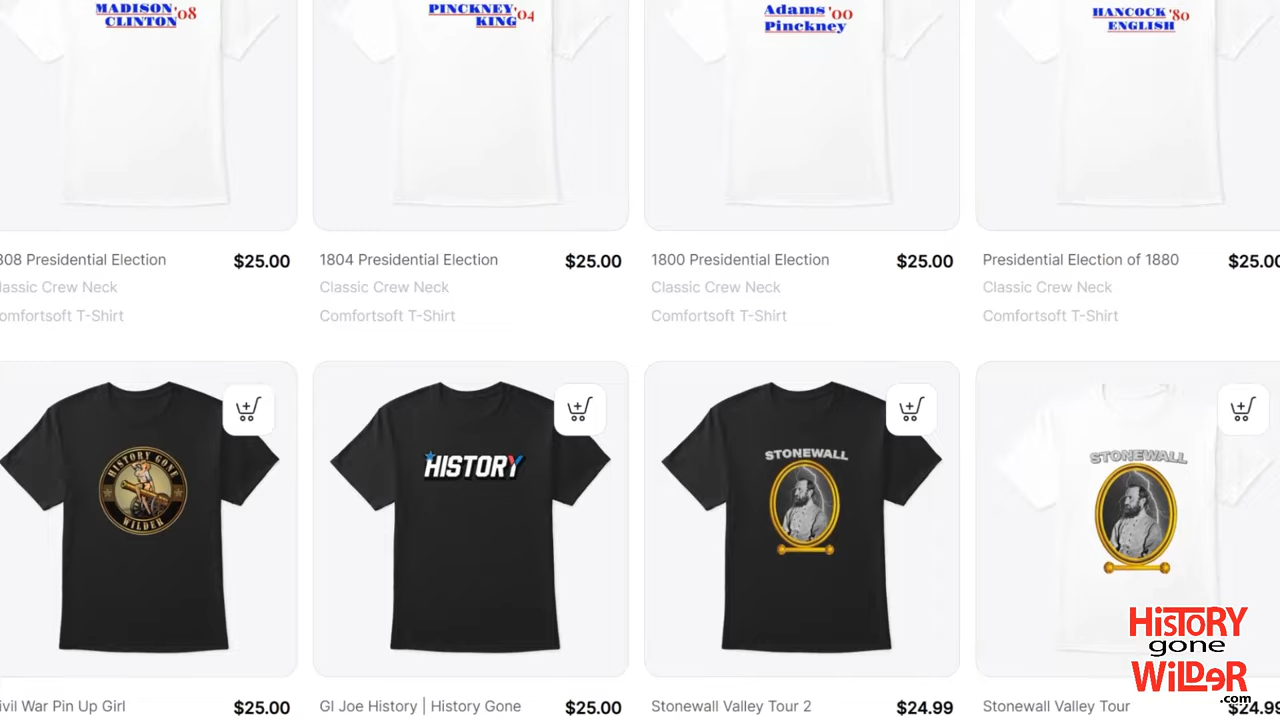 MADISON '08
CLINTON
PINCKNEY '04
KING
Adams '00
Pinckney
HANCOCK '80
ENGLISH
808 Presidential Election $25.00
1804 Presidential Election $25.00
1800 Presidential Election $25.00
Presidential Election of 1880 $25.00
lassic Crew Neck
Classic Crew Neck
Classic Crew Neck
Classic Crew Neck
omfortsoft T-Shirt
Comfortsoft T-Shirt
Comfortsoft T-Shirt
Comfortsoft T-Shirt
HISTORY GONE
WILDER
HISTORY
STONEWALL
STONEWALL
HiSTORY
gone
WiLDeR
.com
ivil War Pin Up Girl $25.00
GI Joe History | History Gone $25.00
Stonewall Valley Tour 2 $24.99
Stonewall Valley Tour $24.99